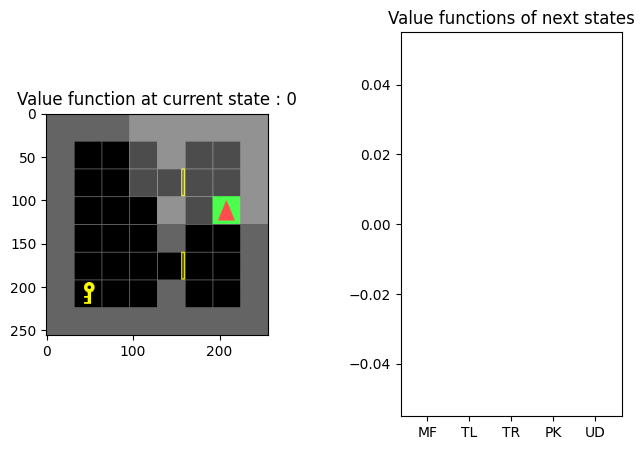 Value functions of next states
Value function at current state : 0
0
50
100
150
200
250
0
100
200
0.04
0.02
0.00
−0.02
−0.04
MF
TL
TR
PK
UD